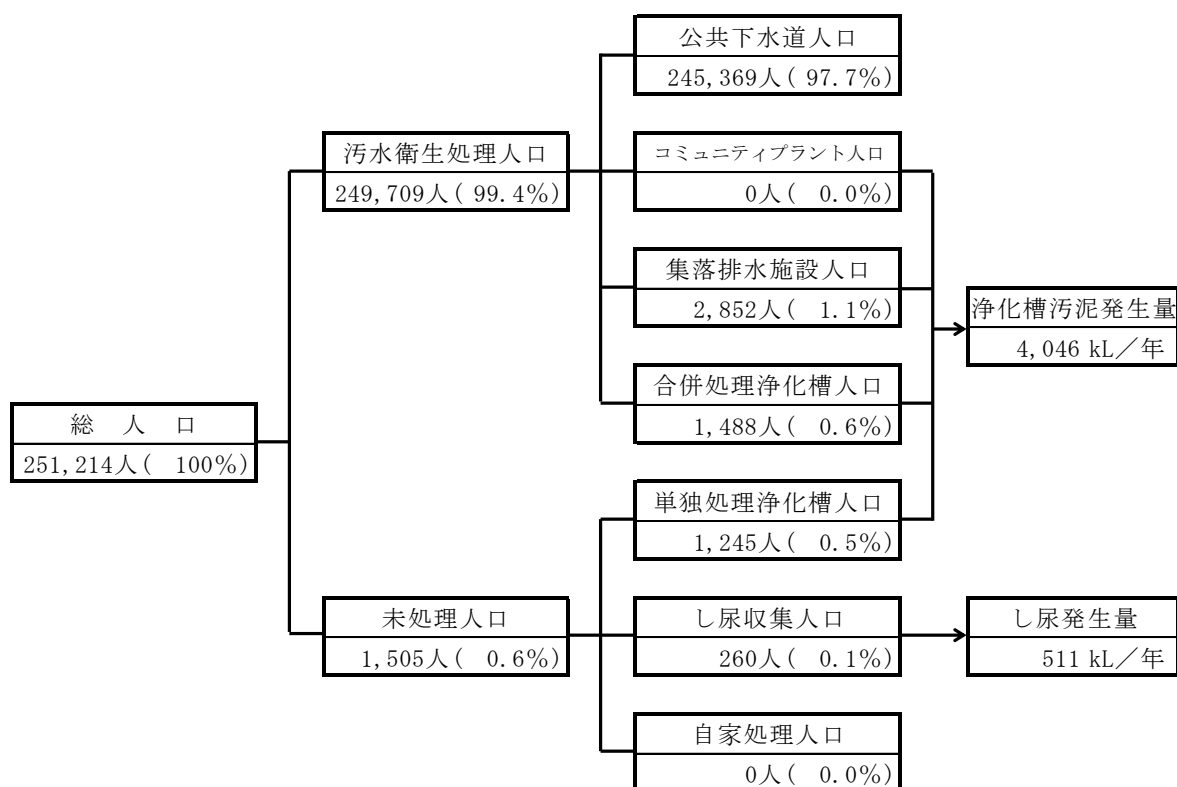 公共下水道人口
245,369人( 97.7%)
汚水衛生処理人口
249,709人( 99.4%)
コミュニティプラント人口
0人( 0.0%)
集落排水施設人口
2,852人( 1.1%)
浄化槽汚泥発生量
4,046 kL／年
合併処理浄化槽人口
1,488人( 0.6%)
総 人 口
251,214人( 100%)
単独処理浄化槽人口
1,245人( 0.5%)
未処理人口
1,505人( 0.6%)
し尿収集人口
260人( 0.1%)
し尿発生量
511 kL／年
自家処理人口
0人( 0.0%)